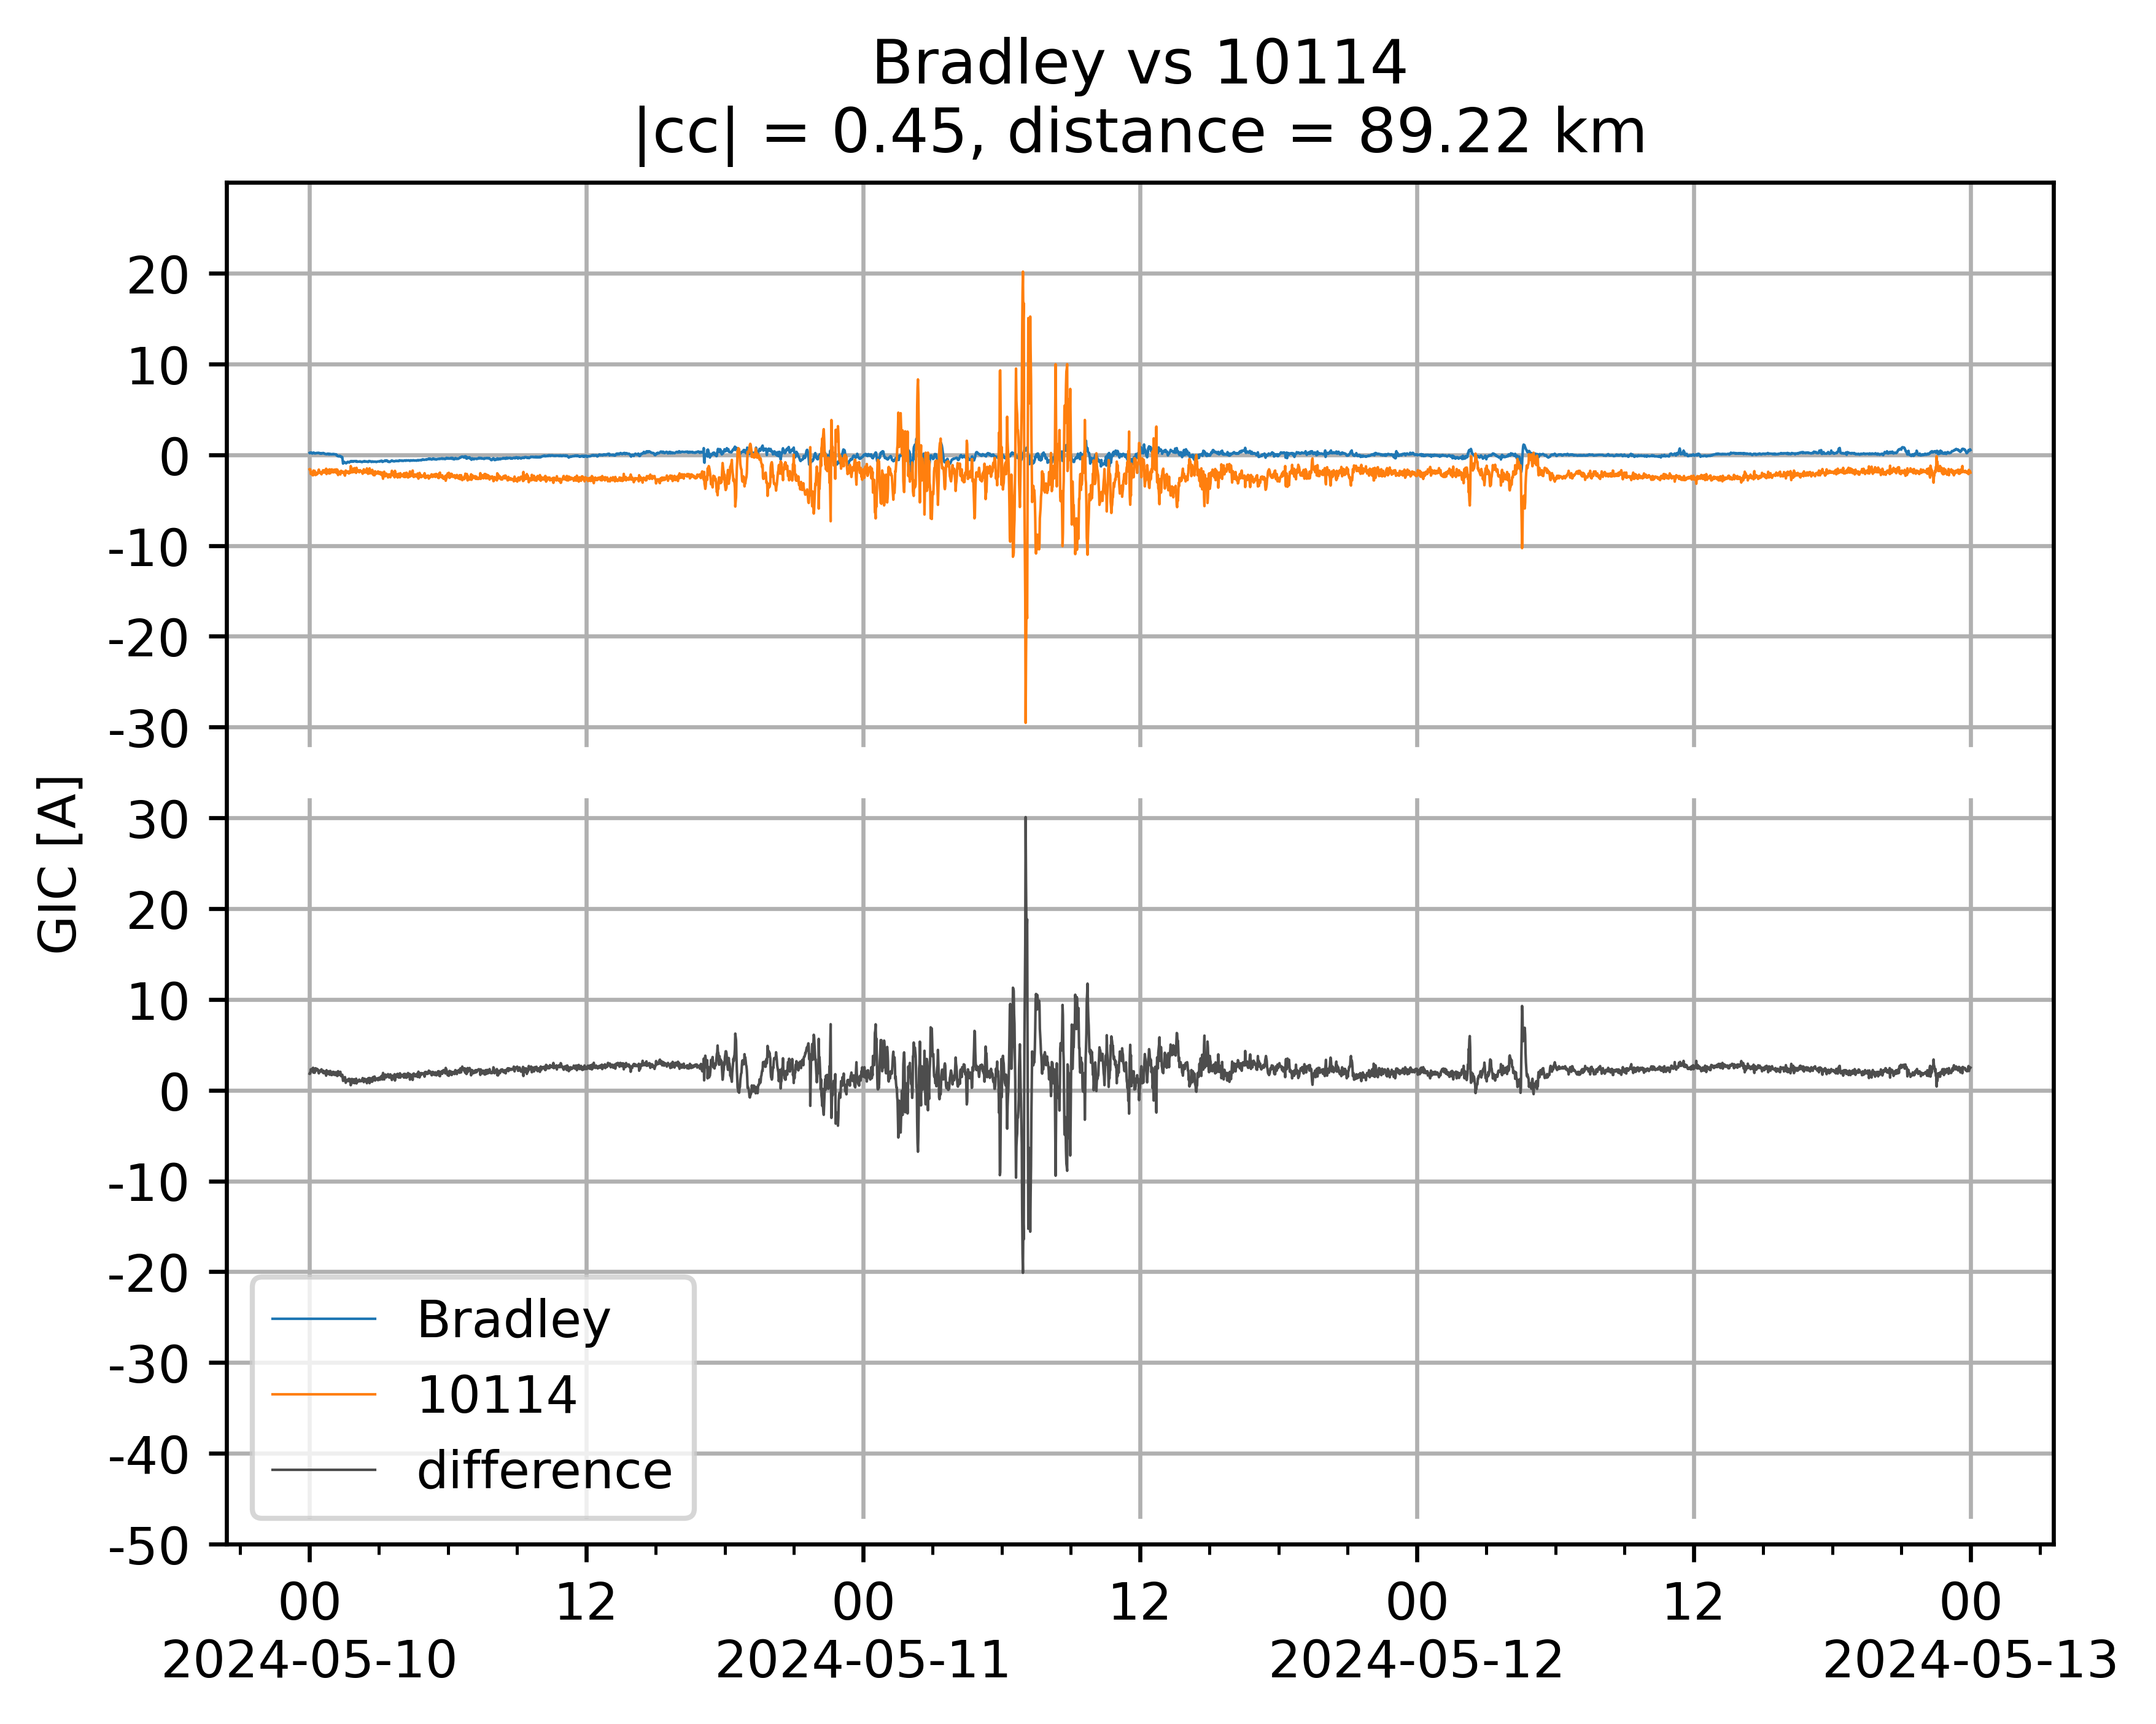 Bradley vs 10114
|cc| = 0.45, distance = 89.22 km
GIC [A]
20
10
0
-10
-20
-30
30
20
10
0
-10
-20
-30
-40
-50
Bradley
10114
difference
00 12 00 12 00 12 00
2024-05-10 2024-05-11 2024-05-12 2024-05-13